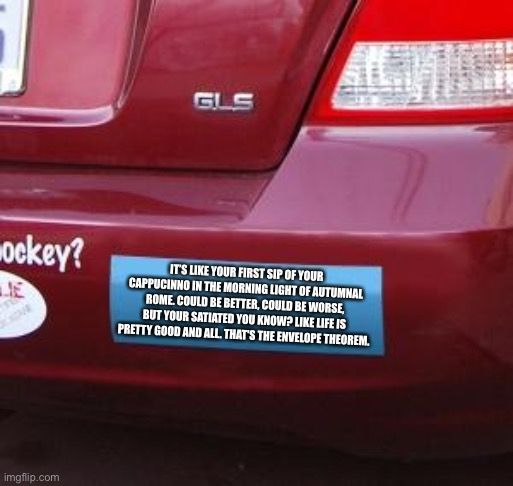 GLS
ockey?
IT'S LIKE YOUR FIRST SIP OF YOUR
CAPPUCINNO IN THE MORNING LIGHT OF AUTUMNAL
ROME. COULD BE BETTER, COULD BE WORSE,
BUT YOUR SATIATED YOU KNOW? LIKE LIFE IS
PRETTY GOOD AND ALL. THAT'S THE ENVELOPE THEOREM.
imgflip.com